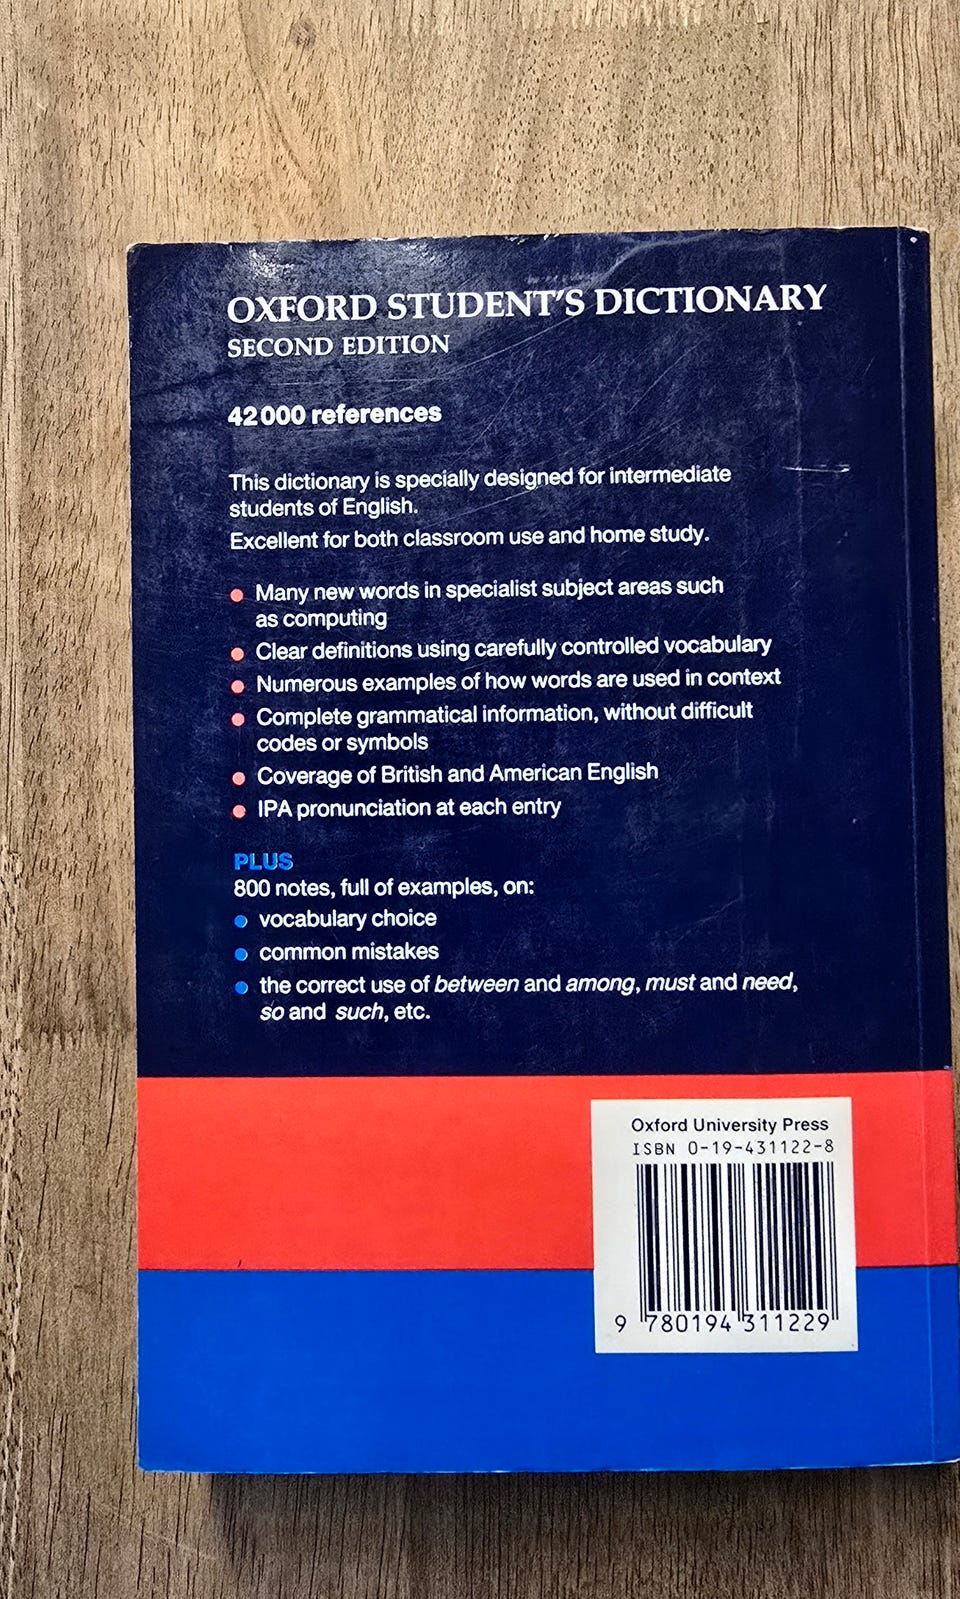 OXFORD STUDENT'S DICTIONARY
SECOND EDITION
42 000 references
This dictionary is specially designed for intermediate
students of English.
Excellent for both classroom use and home study.
● Many new words in specialist subject areas such
as computing
● Clear definitions using carefully controlled vocabulary
● Numerous examples of how words are used in context
● Complete grammatical information, without difficult
codes or symbols
● Coverage of British and American English
● IPA pronunciation at each entry
PLUS
800 notes, full of examples, on:
● vocabulary choice
● common mistakes
● the correct use of between and among, must and need,
so and such, etc.
Oxford University Press
ISBN 0-19-431122-8
9 780194 311229